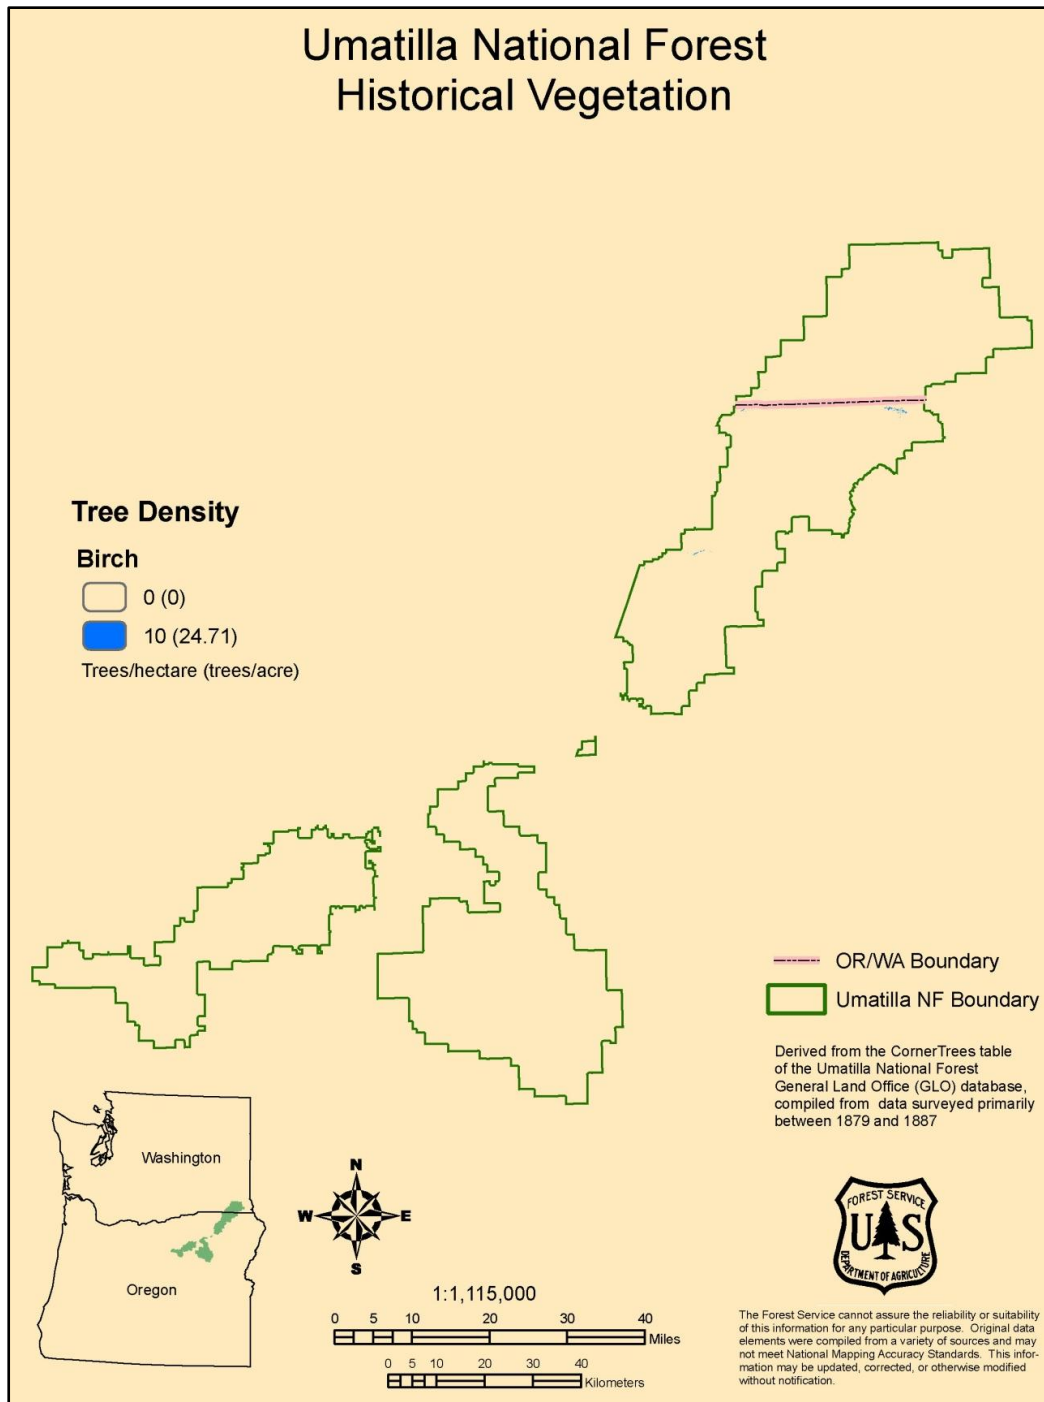 Umatilla National Forest
Historical Vegetation
Tree Density
Birch
0 (0)
10 (24.71)
Trees/hectare (trees/acre)
OR/WA Boundary
Umatilla NF Boundary
Derived from the CornerTrees table
of the Umatilla National Forest
General Land Office (GLO) database,
compiled from data surveyed primarily
between 1879 and 1887
Washington
Oregon
N
W E
S
1:1,115,000
0 5 10 20 30 40
Miles
0 5 10 20 30 40
Kilometers
FOREST SERVICE
U S
DEPARTMENT OF AGRICULTURE
The Forest Service cannot assure the reliability or suitability
of this information for any particular purpose. Original data
elements were compiled from a variety of sources and may
not meet National Mapping Accuracy Standards. This infor-
mation may be updated, corrected, or otherwise modified
without notification.